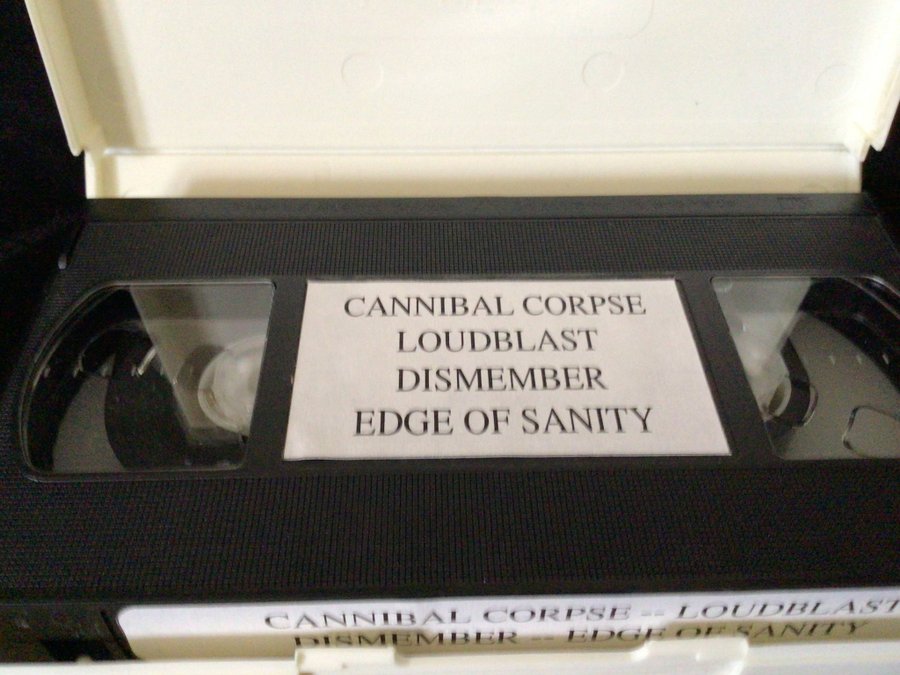 CANNIBAL CORPSE
LOUDBLAST
DISMEMBER
EDGE OF SANITY
CANNIBAL CORPSE -- LOUDBLAST
DISMEMBER -- EDGE OF SANITY